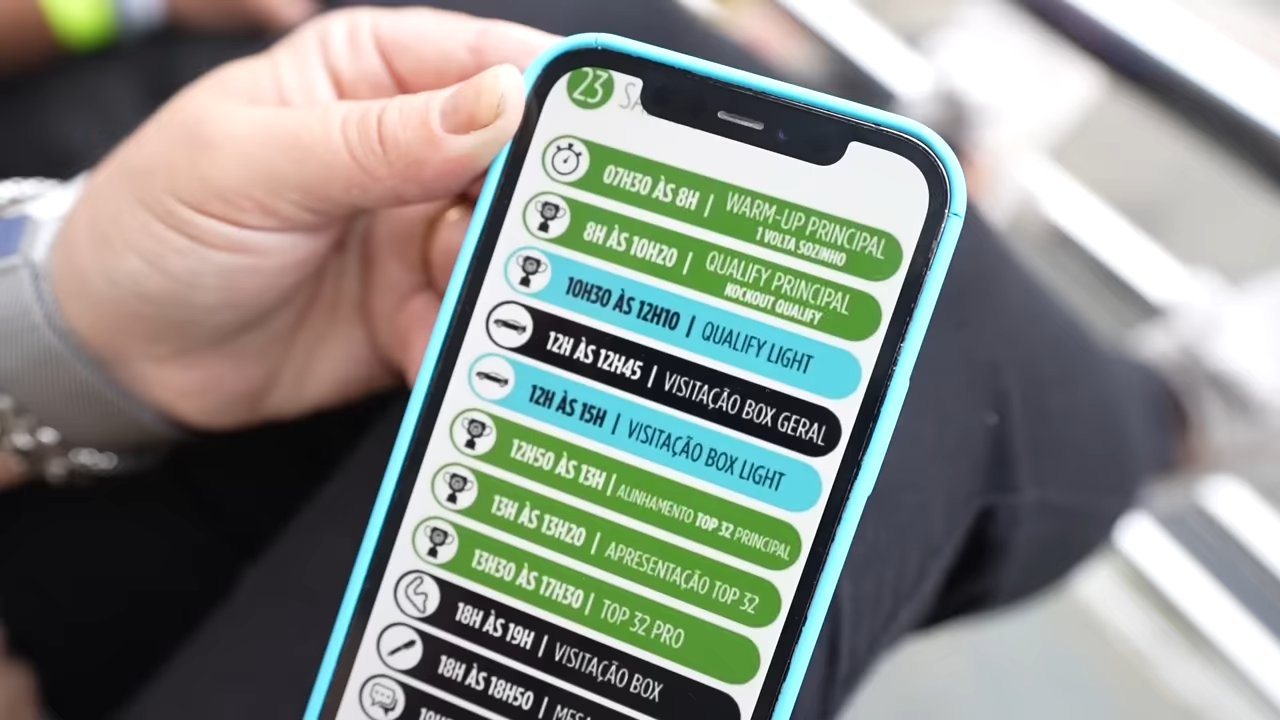 23 SÁ
07H30 ÀS 8H | WARM-UP PRINCIPAL
1 VOLTA SOZINHO
8H ÀS 10H20 | QUALIFY PRINCIPAL
KOCKOUT QUALIFY
10H30 ÀS 12H10 | QUALIFY LIGHT
12H ÀS 12H45 | VISITAÇÃO BOX GERAL
12H ÀS 15H | VISITAÇÃO BOX LIGHT
12H50 ÀS 13H | ALINHAMENTO TOP 32 PRINCIPAL
13H ÀS 13H20 | APRESENTAÇÃO TOP 32
13H30 ÀS 17H30 | TOP 32 PRO
18H ÀS 19H | VISITAÇÃO BOX
18H ÀS 18H50 | MESA